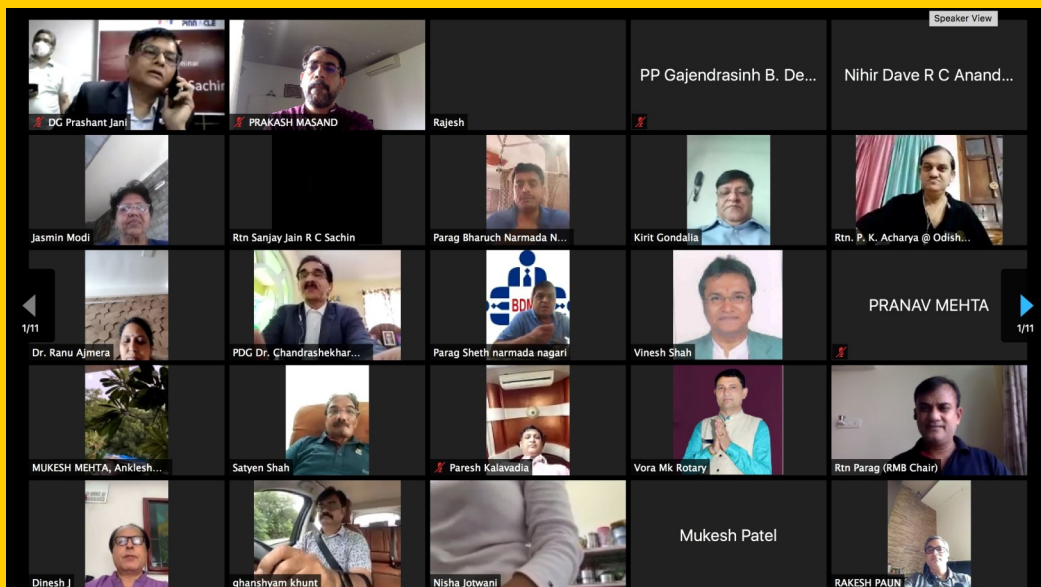 Speaker View
PINNACLE
Sachin
DG Prashant Jani
PRAKASH MASAND
Rajesh
PP Gajendrasinh B. De...
Nihir Dave R C Anand...
Jasmin Modi
Rtn Sanjay Jain R C Sachin
Parag Bharuch Narmada N...
Kirit Gondalia
Rtn. P. K. Acharya @ Odish...
Dr. Ranu Ajmera
PDG Dr. Chandrashekhar...
BDM
Parag Sheth narmada nagari
Vinesh Shah
PRANAV MEHTA
1/11
1/11
MUKESH MEHTA, Anklesh...
Satyen Shah
Paresh Kalavadia
Vora Mk Rotary
Rtn Parag (RMB Chair)
Dinesh J
ghanshyam khunt
Nisha Jotwani
Mukesh Patel
RAKESH PAUN